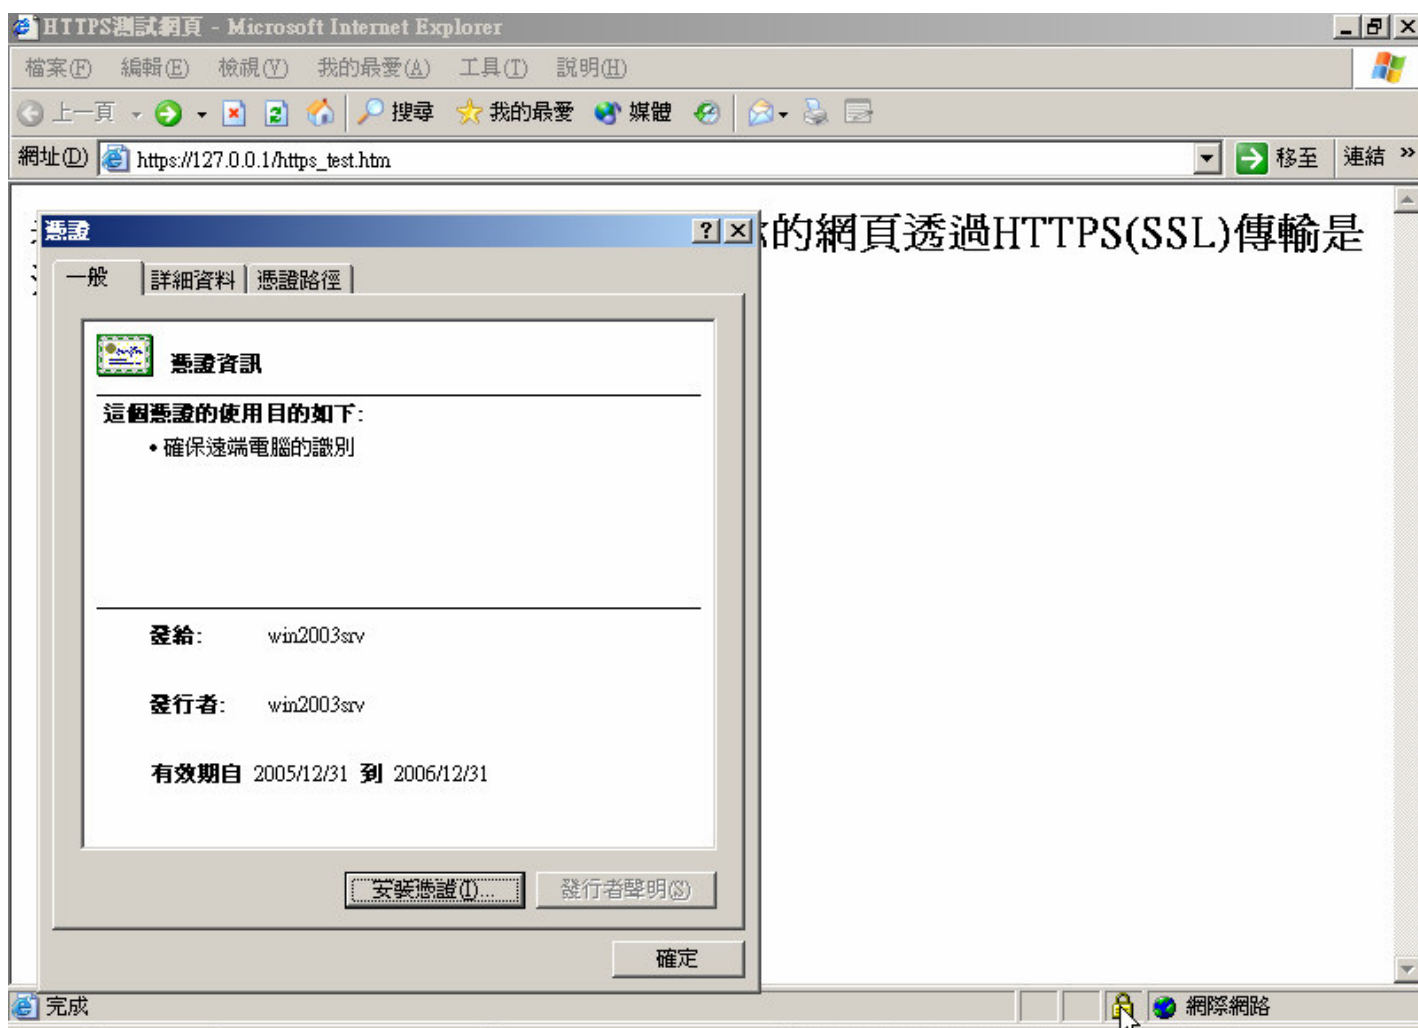 HTTPS測試網頁 - Microsoft Internet Explorer
檔案(F) 編輯(E) 檢視(V) 我的最愛(A) 工具(T) 說明(H)
上一頁 搜尋 我的最愛 媒體
網址(D) https://127.0.0.1/https_test.htm 移至 連結 »
的網頁透過HTTPS(SSL)傳輸是
憑證
一般 詳細資料 憑證路徑
憑證資訊
這個憑證的使用目的如下:
•確保遠端電腦的識別
發給: win2003srv
發行者: win2003srv
有效期自 2005/12/31 到 2006/12/31
安裝憑證(I)... 發行者聲明(S)
確定
完成 網際網路